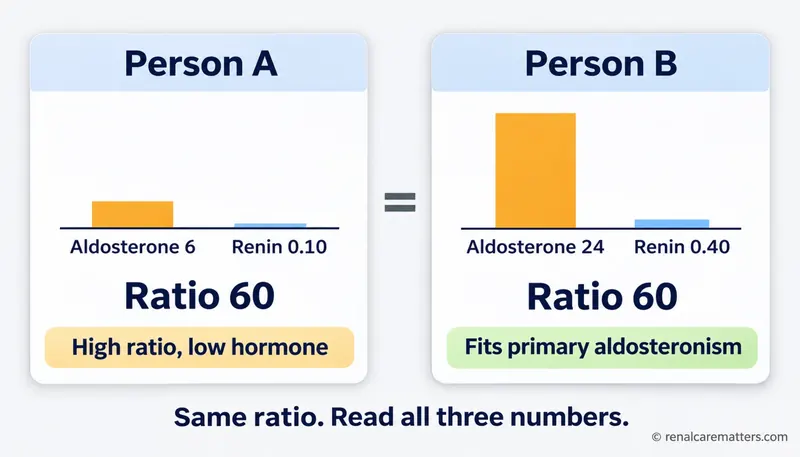 Person A
Person B
=
Aldosterone 6
Renin 0.10
Aldosterone 24
Renin 0.40
Ratio 60
Ratio 60
High ratio, low hormone
Fits primary aldosteronism
Same ratio. Read all three numbers.
© renalcarematters.com